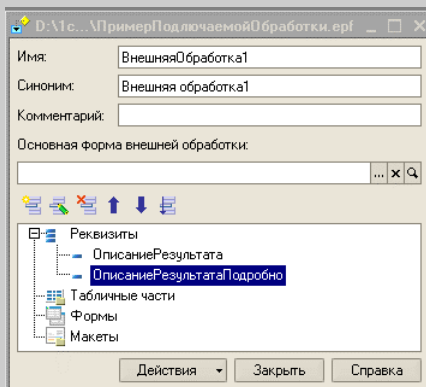 D:\1c...\ПримерПодлючаемойОбработки.epf
Имя: ВнешняяОбработка1
Синоним: Внешняя обработка1
Комментарий:
Основная форма внешней обработки:
...
Реквизиты
ОписаниеРезультата
ОписаниеРезультатаПодробно
Табличные части
Формы
Макеты
Действия Закрыть Справка